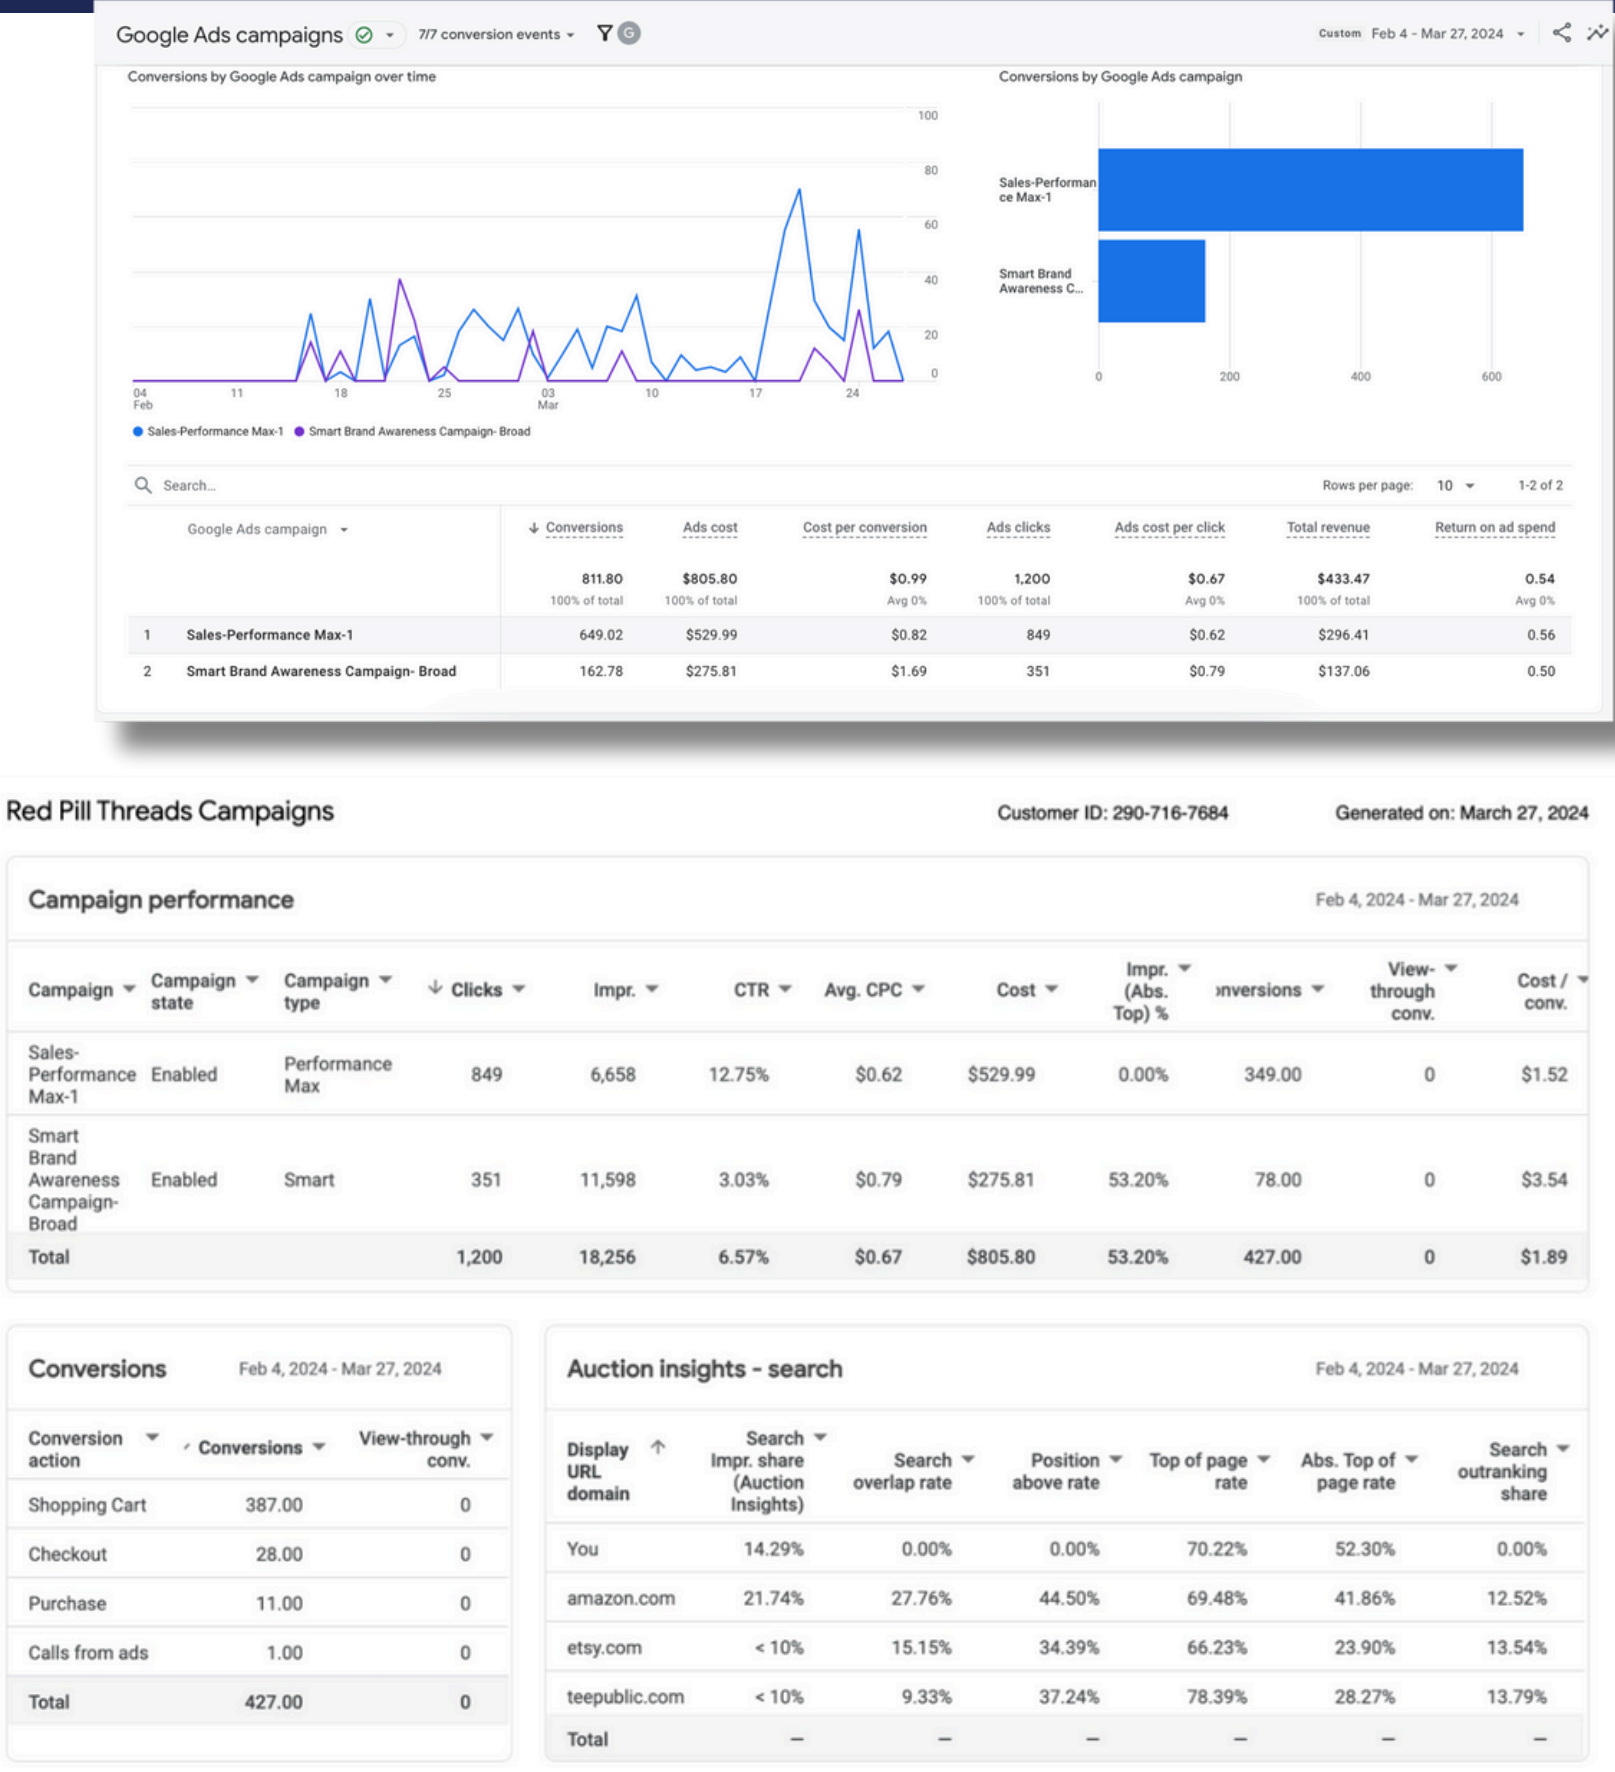 Google Ads campaigns 7/7 conversion events G Custom Feb 4 - Mar 27, 2024
Conversions by Google Ads campaign over time
100
80
60
40
20
0
04 Feb 11 18 25 03 Mar 10 17 24
Sales-Performance Max-1 Smart Brand Awareness Campaign- Broad
Conversions by Google Ads campaign
Sales-Performan
ce Max-1
Smart Brand
Awareness C...
0 200 400 600
Search... Rows per page: 10 1-2 of 2
Google Ads campaign Conversions Ads cost Cost per conversion Ads clicks Ads cost per click Total revenue Return on ad spend
811.80 $805.80 $0.99 1,200 $0.67 $433.47 0.54
100% of total 100% of total Avg 0% 100% of total Avg 0% 100% of total Avg 0%
1 Sales-Performance Max-1 649.02 $529.99 $0.82 849 $0.62 $296.41 0.56
2 Smart Brand Awareness Campaign- Broad 162.78 $275.81 $1.69 351 $0.79 $137.06 0.50
Red Pill Threads Campaigns Customer ID: 290-716-7684 Generated on: March 27, 2024
Campaign performance Feb 4, 2024 - Mar 27, 2024
Campaign Campaign state Campaign type Clicks Impr. CTR Avg. CPC Cost Impr. (Abs. Top) % onversions View-through conv. Cost / conv.
Sales-Performance Max-1 Enabled Performance Max 849 6,658 12.75% $0.62 $529.99 0.00% 349.00 0 $1.52
Smart Brand Awareness Campaign- Broad Enabled Smart 351 11,598 3.03% $0.79 $275.81 53.20% 78.00 0 $3.54
Total 1,200 18,256 6.57% $0.67 $805.80 53.20% 427.00 0 $1.89
Conversions Feb 4, 2024 - Mar 27, 2024
Conversion action Conversions View-through conv.
Shopping Cart 387.00 0
Checkout 28.00 0
Purchase 11.00 0
Calls from ads 1.00 0
Total 427.00 0
Auction insights - search Feb 4, 2024 - Mar 27, 2024
Display URL domain Search Impr. share (Auction Insights) Search overlap rate Position above rate Top of page rate Abs. Top of page rate Search outranking share
You 14.29% 0.00% 0.00% 70.22% 52.30% 0.00%
amazon.com 21.74% 27.76% 44.50% 69.48% 41.86% 12.52%
etsy.com < 10% 15.15% 34.39% 66.23% 23.90% 13.54%
teepublic.com < 10% 9.33% 37.24% 78.39% 28.27% 13.79%
Total — — — — — —